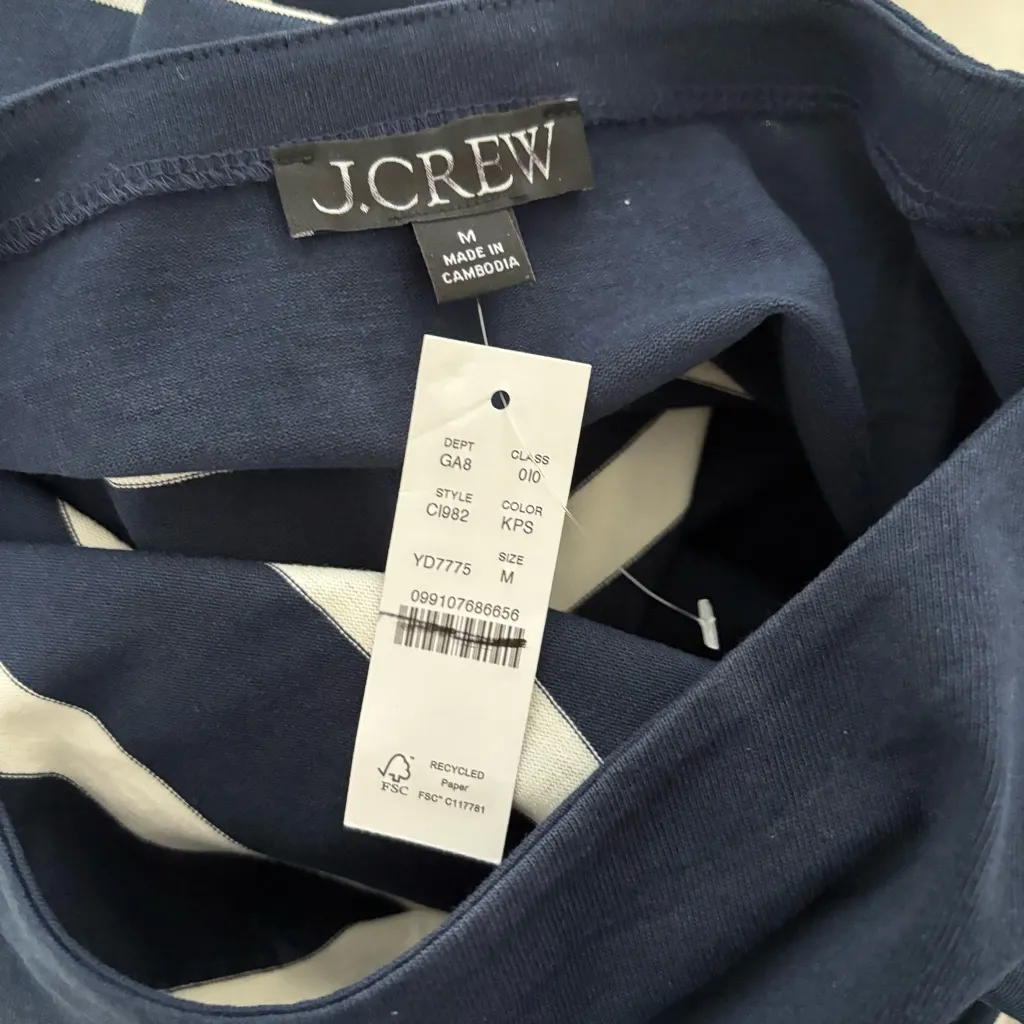 J.CREW
M
MADE IN
CAMBODIA
DEPT CLASS
GA8 010
STYLE COLOR
CI982 KPS
SIZE
YD7775 M
099107686656
FSC
RECYCLED
Paper
FSC™ C117781